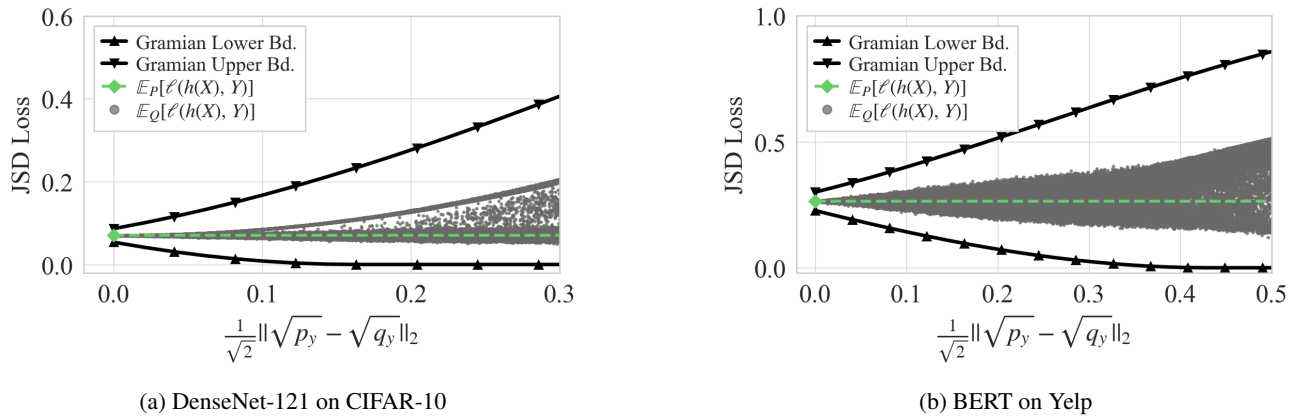 0.6
0.4
0.2
0.0
JSD Loss
Gramian Lower Bd.
Gramian Upper Bd.
𝔼_P[ℓ(h(X), Y)]
𝔼_Q[ℓ(h(X), Y)]
0.0 0.1 0.2 0.3
1/√2 ||√p_y − √q_y||_2
(a) DenseNet-121 on CIFAR-10
1.0
0.5
0.0
JSD Loss
Gramian Lower Bd.
Gramian Upper Bd.
𝔼_P[ℓ(h(X), Y)]
𝔼_Q[ℓ(h(X), Y)]
0.0 0.1 0.2 0.3 0.4 0.5
1/√2 ||√p_y − √q_y||_2
(b) BERT on Yelp